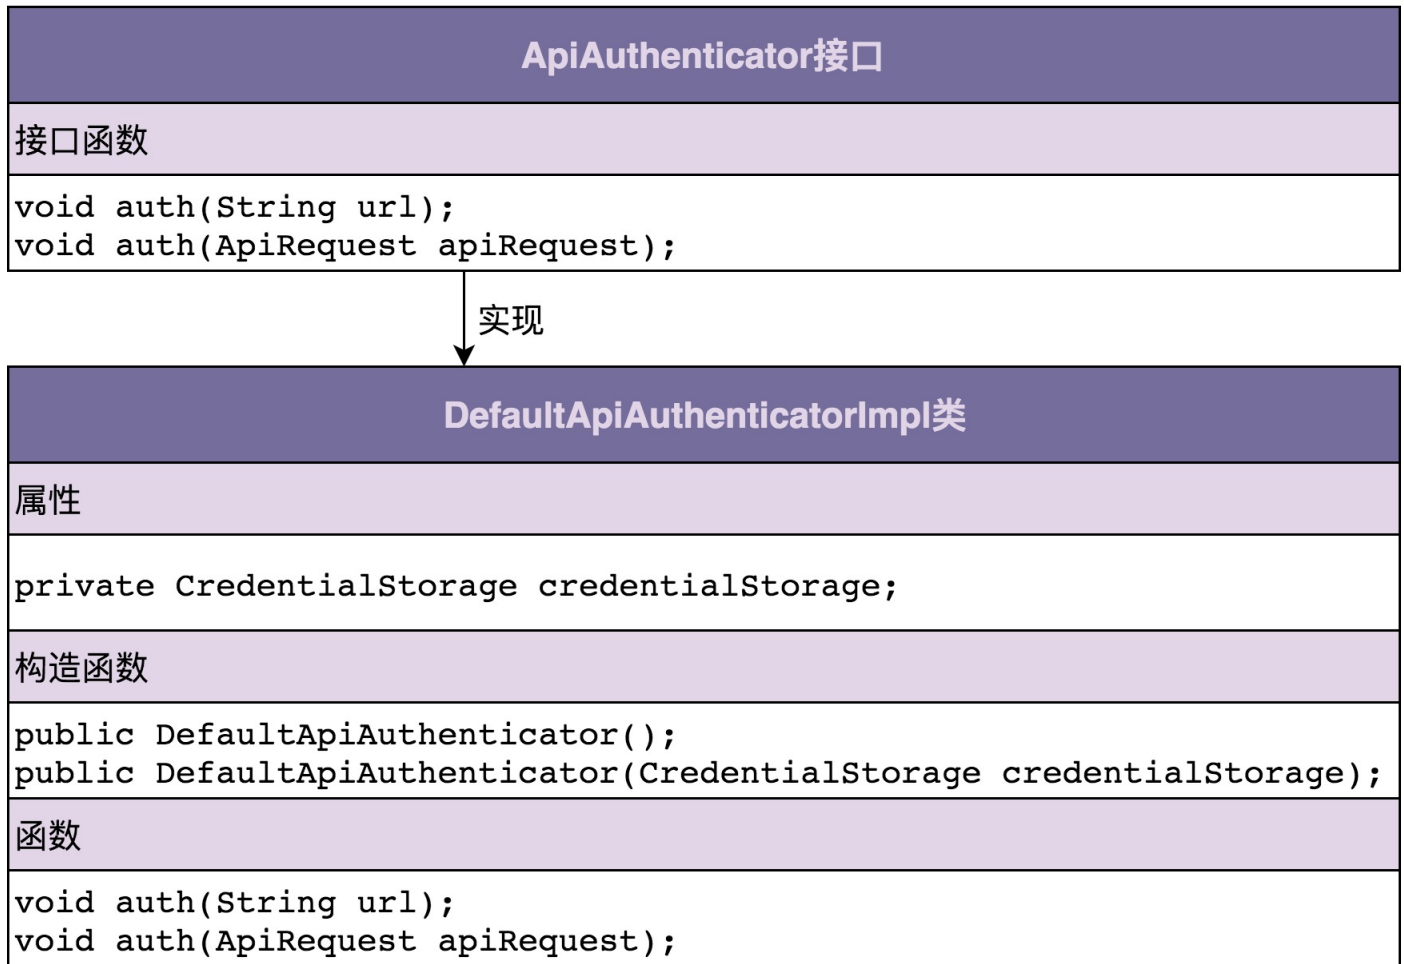 ApiAuthenticator接口
接口函数
void auth(String url);
void auth(ApiRequest apiRequest);
实现
DefaultApiAuthenticatorImpl类
属性
private CredentialStorage credentialStorage;
构造函数
public DefaultApiAuthenticator();
public DefaultApiAuthenticator(CredentialStorage credentialStorage);
函数
void auth(String url);
void auth(ApiRequest apiRequest);